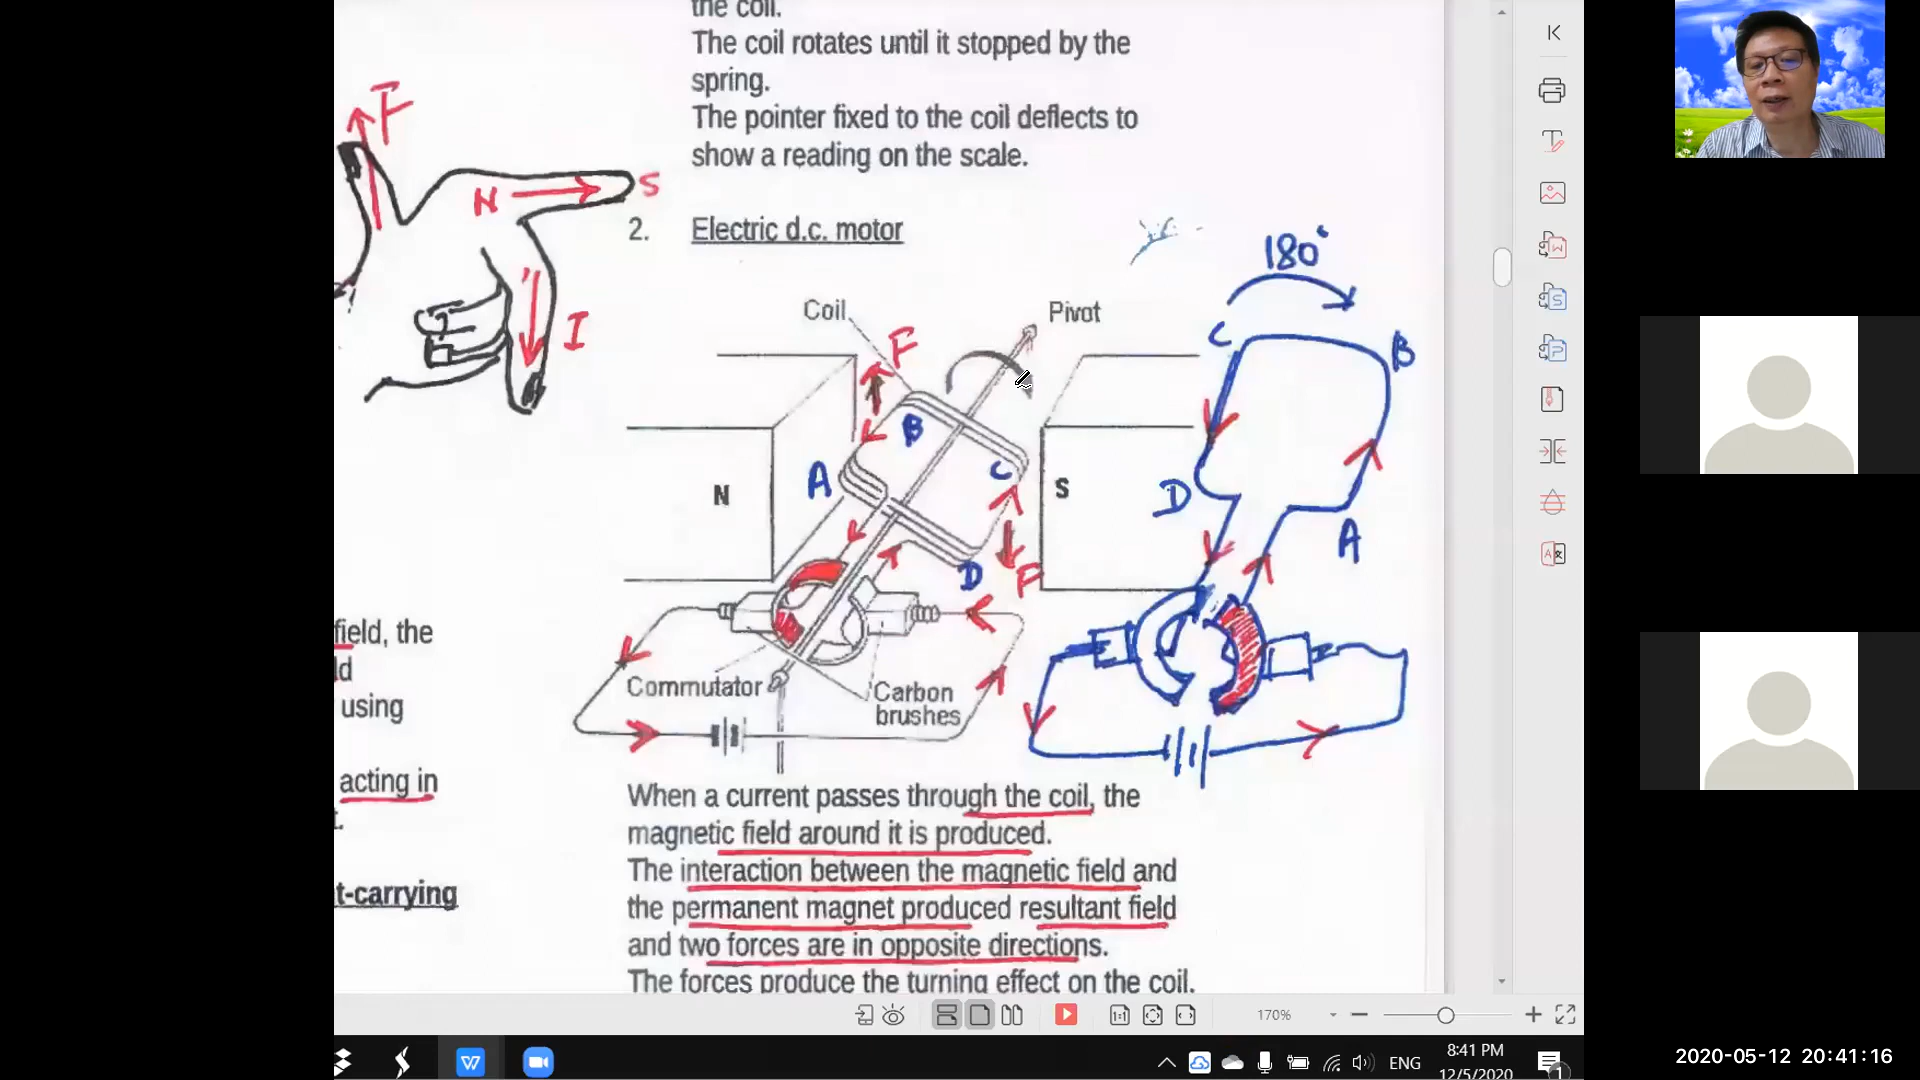 the coil.
The coil rotates until it stopped by the
spring.
The pointer fixed to the coil deflects to
show a reading on the scale.
F
N
S
I
2. Electric d.c. motor
180°
Coil
Pivot
F
C
B
B
A
C
N
S
D
A
D
F
Commutator
Carbon
brushes
field, the
using
acting in
t-carrying
When a current passes through the coil, the
magnetic field around it is produced.
The interaction between the magnetic field and
the permanent magnet produced resultant field
and two forces are in opposite directions.
The forces produce the turning effect on the coil.
170%
ENG
8:41 PM
12/5/2020
1
2020-05-12 20:41:16